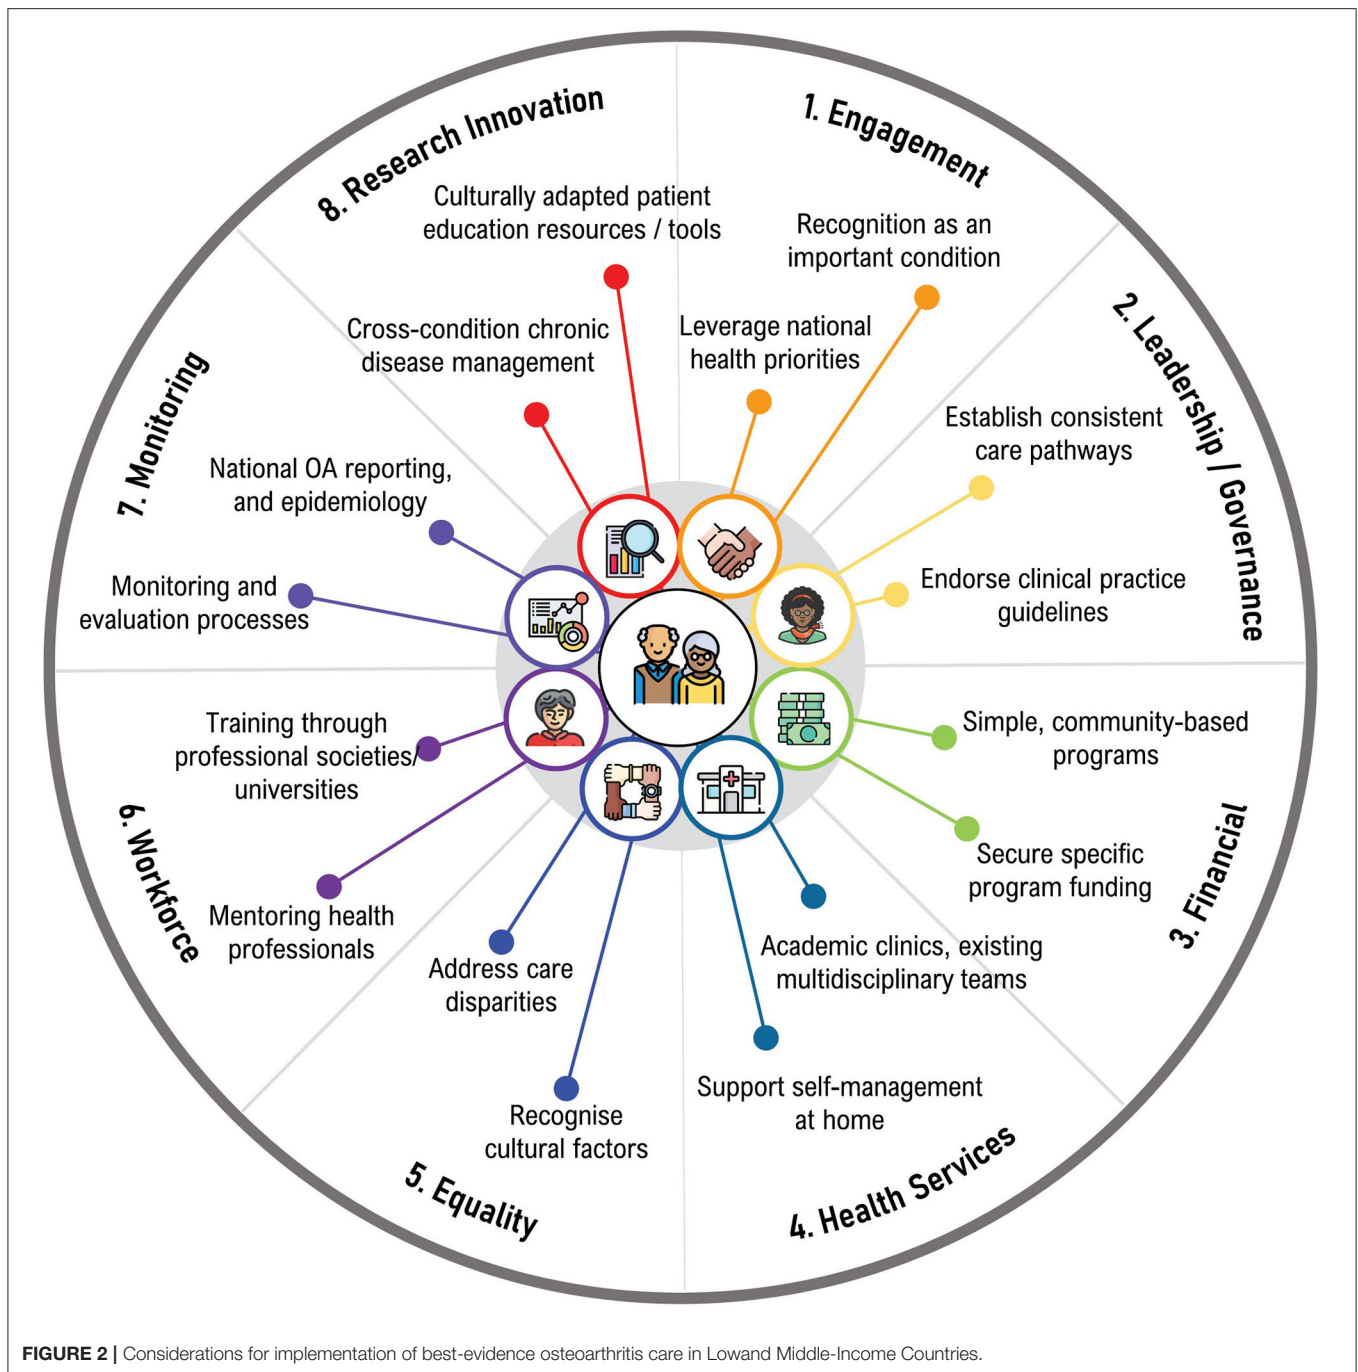 8. Research Innovation
Culturally adapted patient
education resources / tools
Cross-condition chronic
disease management
1. Engagement
Recognition as an
important condition
Leverage national
health priorities
2. Leadership / Governance
Establish consistent
care pathways
Endorse clinical practice
guidelines
3. Financial
Simple, community-based
programs
Secure specific
program funding
4. Health Services
Academic clinics, existing
multidisciplinary teams
Support self-management
at home
5. Equality
Address care
disparities
Recognise
cultural factors
6. Workforce
Training through
professional societies/
universities
Mentoring health
professionals
7. Monitoring
National OA reporting,
and epidemiology
Monitoring and
evaluation processes
FIGURE 2 | Considerations for implementation of best-evidence osteoarthritis care in Lowand Middle-Income Countries.